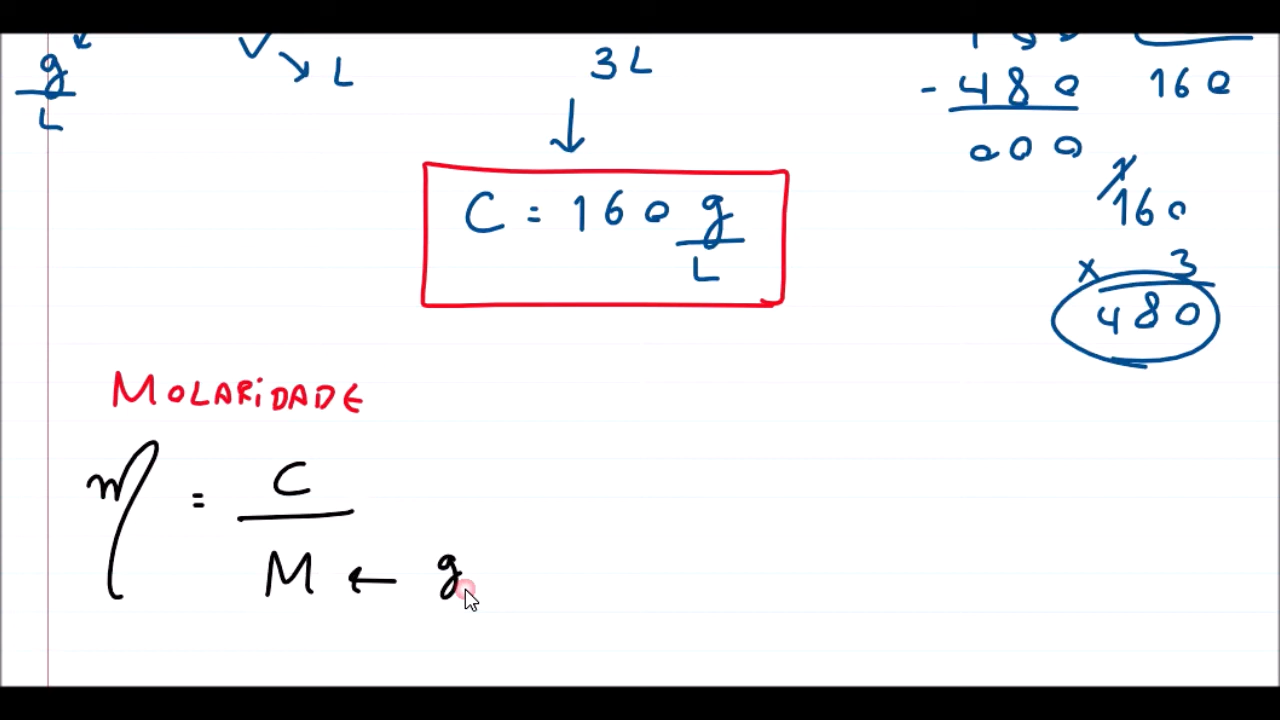 g
L
V
L
3L
- 480
160
000
C = 160 g
L
160
x 3
480
MOLARIDADE
= C
M ← g